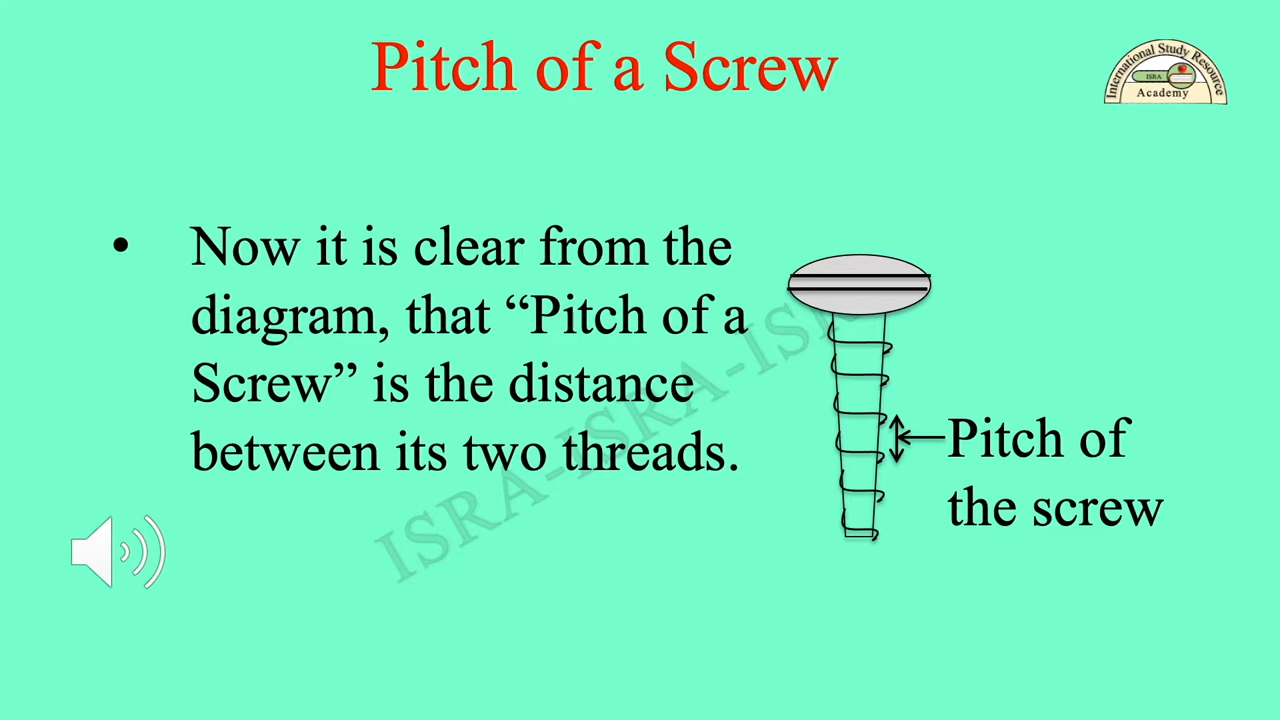 Pitch of a Screw
International Study Resource
ISRA
Academy
• Now it is clear from the
diagram, that “Pitch of a
Screw” is the distance
between its two threads.
Pitch of
the screw
ISRA-ISRA-ISRA